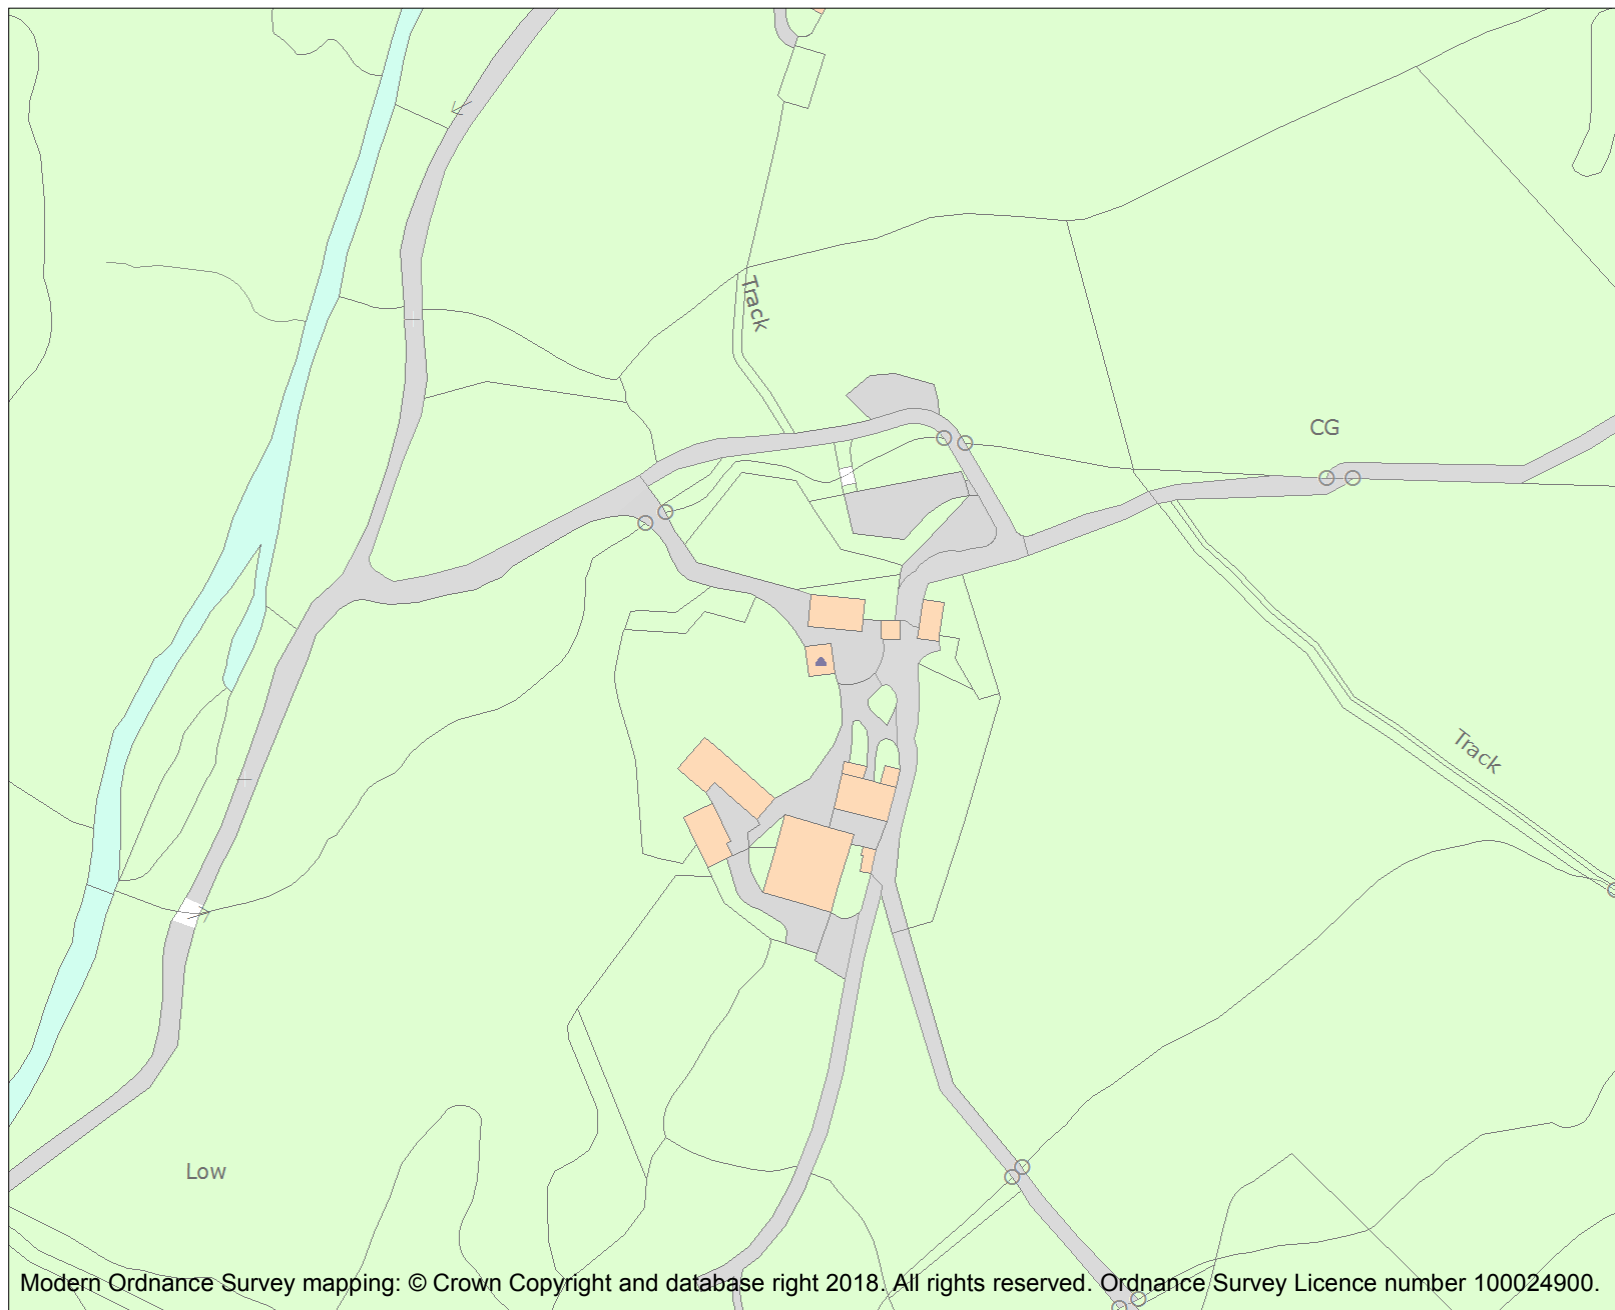 Track
CG
Track
Low
Modern Ordnance Survey mapping: © Crown Copyright and database right 2018. All rights reserved. Ordnance Survey Licence number 100024900.